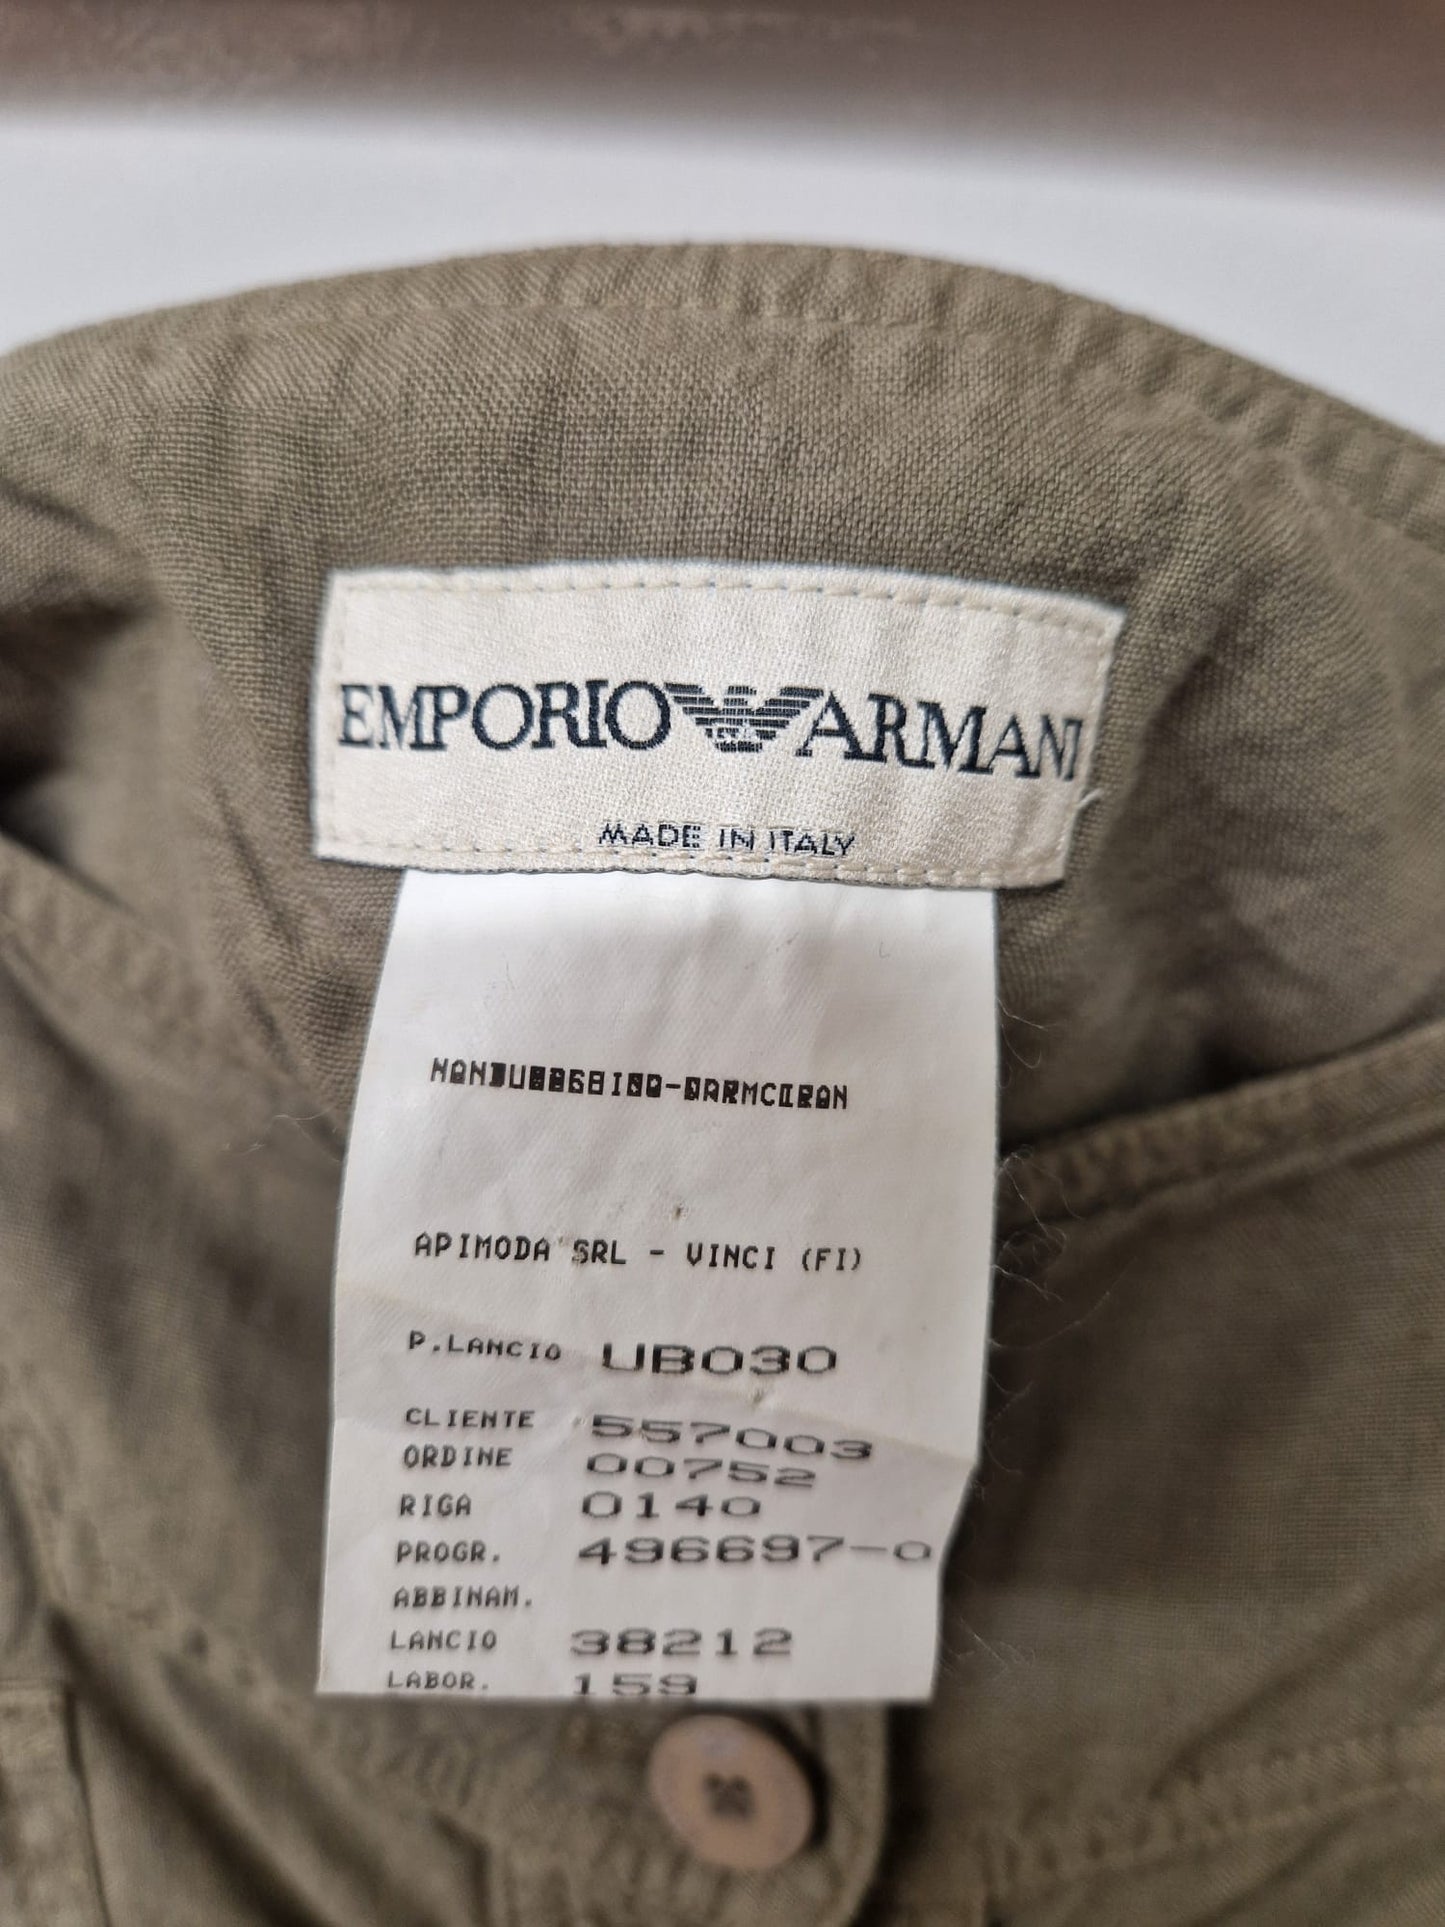 EMPORIO ARMANI
MADE IN ITALY
APIMODA SRL - VINCI (FI)
P.LANCIO UB030
CLIENTE 557003
ORDINE 00752
RIGA 0140
PROGR. 496697-0
ABBINAM.
LANCIO 38212
LABOR. 159